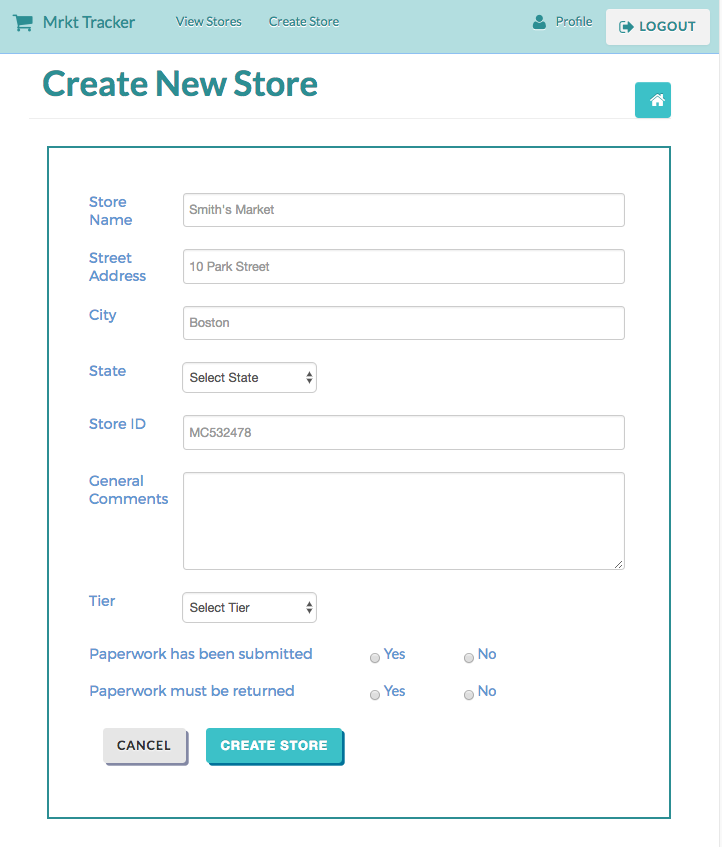 Mrkt Tracker View Stores Create Store Profile LOGOUT
Create New Store
Store
Name
Smith's Market
Street
Address
10 Park Street
City
Boston
State
Select State
Store ID
MC532478
General
Comments
Tier
Select Tier
Paperwork has been submitted Yes No
Paperwork must be returned Yes No
CANCEL CREATE STORE